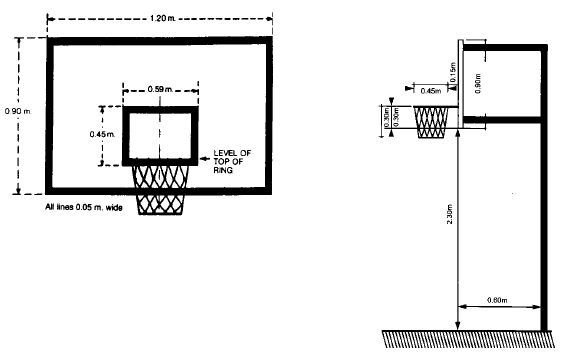 1.20 m.
0.59 m.
0.90 m.
0.45 m.
LEVEL OF
TOP OF
RING
All lines 0.05 m. wide
0.15m
0.90m
0.45m
0.30m
0.30m
2.30m
0.60m